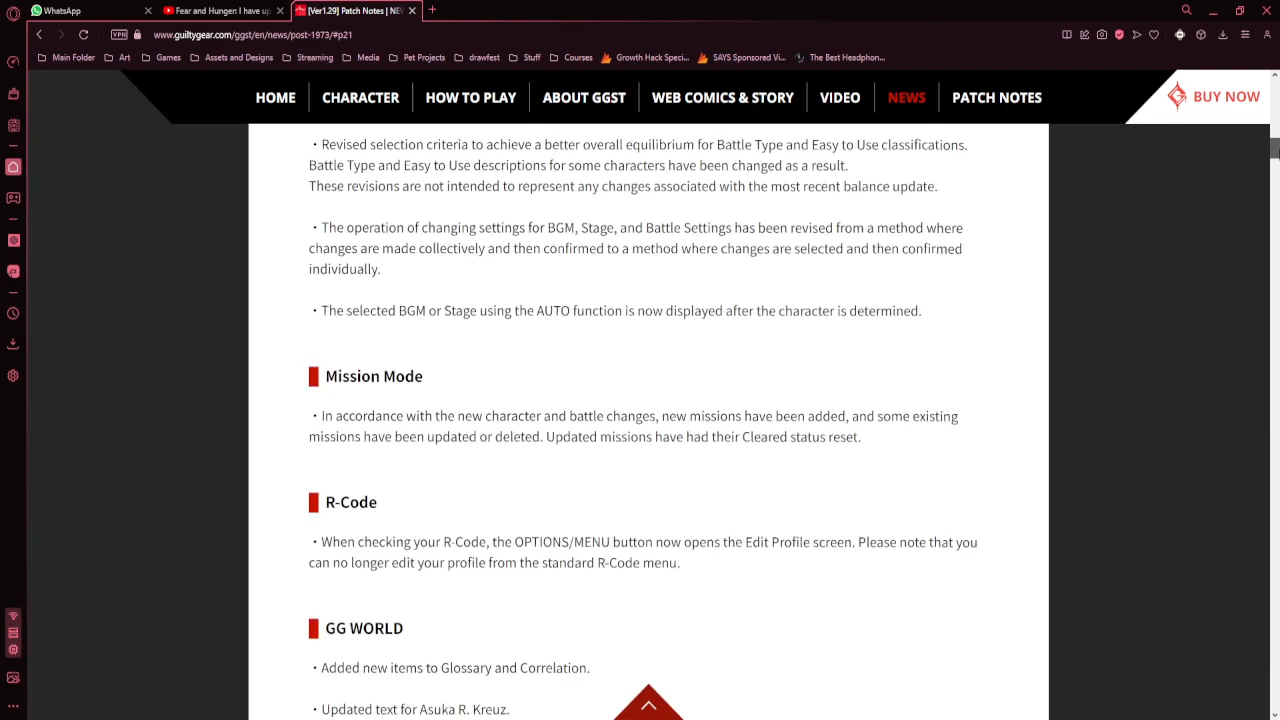 WhatsApp
Fear and Hunger: I have up
[Ver1.29] Patch Notes | NEV
VPN
www.guiltygear.com/ggst/en/news/post-1973/#p21
Main Folder
Art
Games
Assets and Designs
Streaming
Media
Pet Projects
drawfest
Stuff
Courses
Growth Hack Speci...
SAYS Sponsored Vi...
The Best Headphon...
HOME
CHARACTER
HOW TO PLAY
ABOUT GGST
WEB COMICS & STORY
VIDEO
NEWS
PATCH NOTES
BUY NOW
・Revised selection criteria to achieve a better overall equilibrium for Battle Type and Easy to Use classifications.
Battle Type and Easy to Use descriptions for some characters have been changed as a result.
These revisions are not intended to represent any changes associated with the most recent balance update.
・The operation of changing settings for BGM, Stage, and Battle Settings has been revised from a method where
changes are made collectively and then confirmed to a method where changes are selected and then confirmed
individually.
・The selected BGM or Stage using the AUTO function is now displayed after the character is determined.
Mission Mode
・In accordance with the new character and battle changes, new missions have been added, and some existing
missions have been updated or deleted. Updated missions have had their Cleared status reset.
R-Code
・When checking your R-Code, the OPTIONS/MENU button now opens the Edit Profile screen. Please note that you
can no longer edit your profile from the standard R-Code menu.
GG WORLD
・Added new items to Glossary and Correlation.
・Updated text for Asuka R. Kreuz.